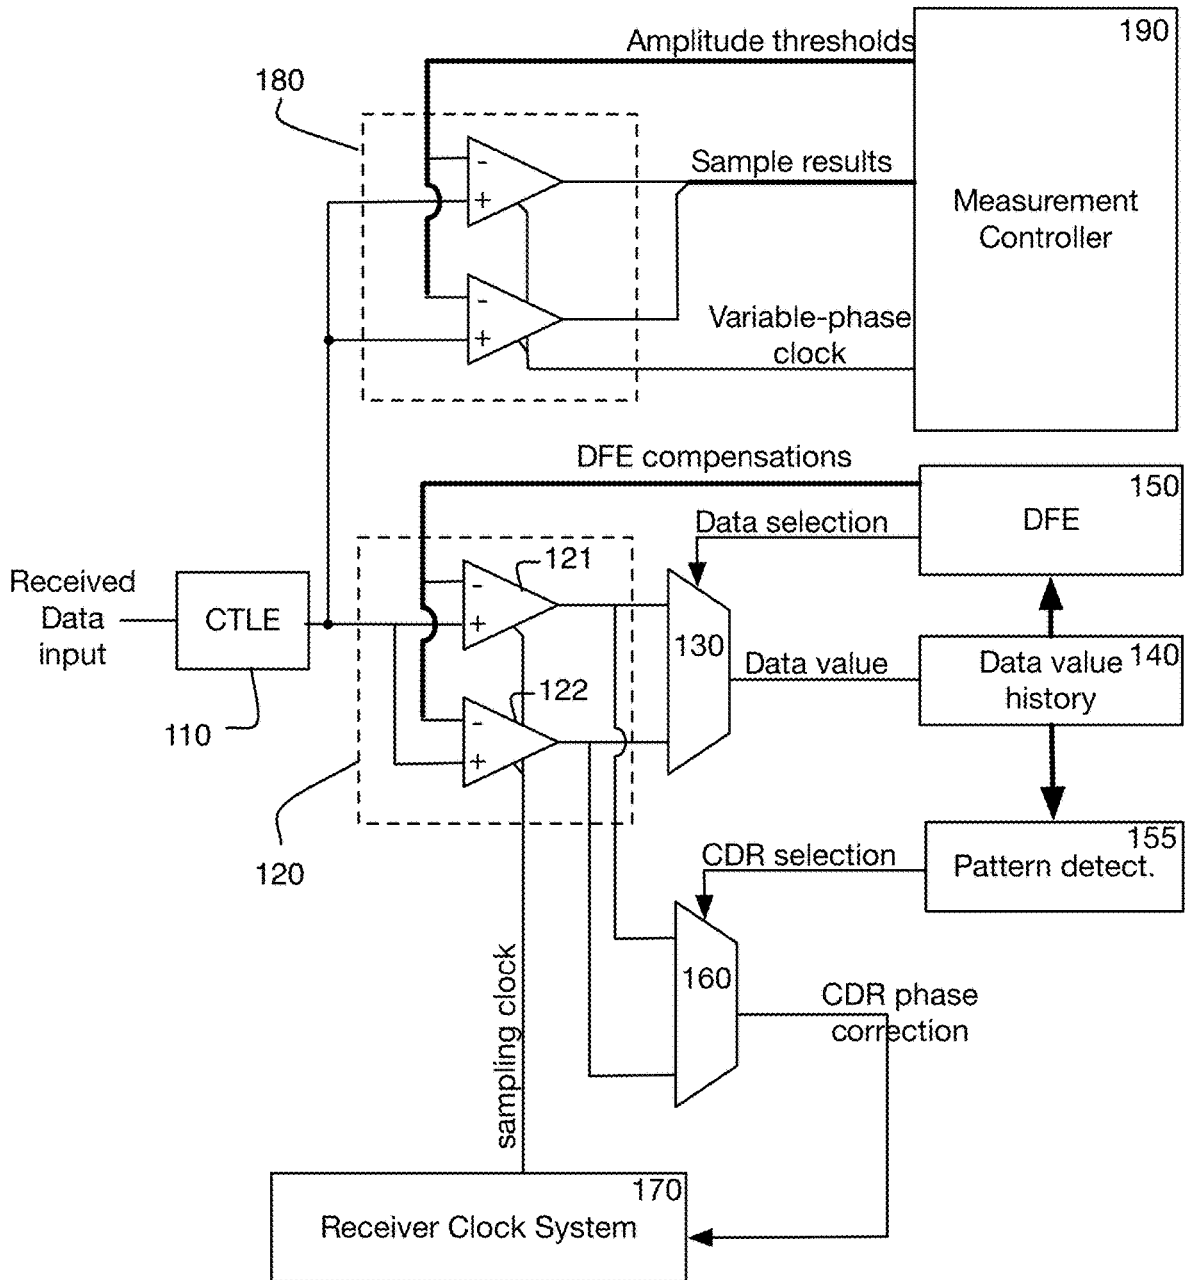 190
Amplitude thresholds
180
-
+
Sample results
Measurement
Controller
-
+
Variable-phase
clock
DFE compensations
150
DFE
Data selection
121
Received
Data
input
CTLE
-
+
130
140
Data value
history
Data value
122
-
+
110
120
155
Pattern detect.
CDR selection
160
CDR phase
correction
sampling clock
170
Receiver Clock System